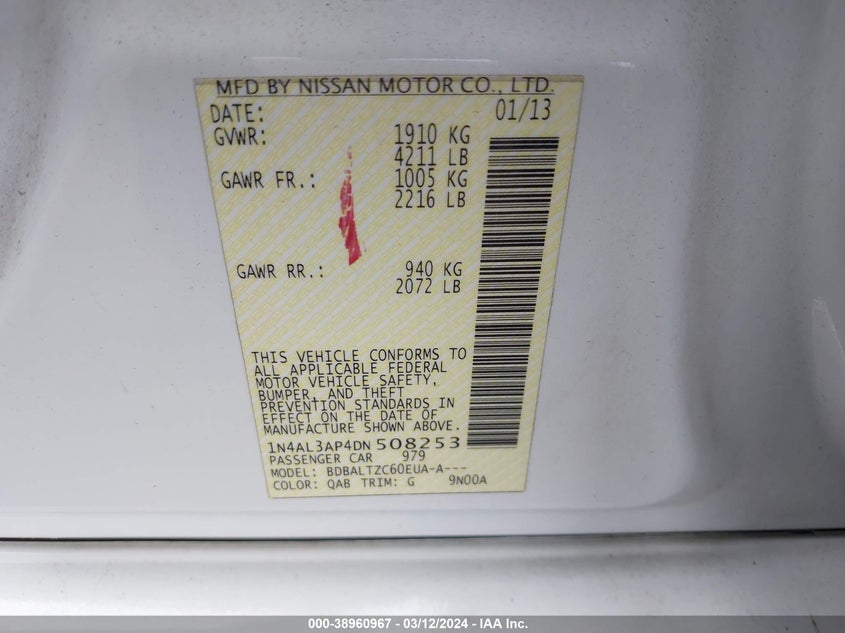 MFD BY NISSAN MOTOR CO., LTD.
DATE: 01/13
GVWR: 1910 KG
4211 LB
GAWR FR.: 1005 KG
2216 LB
GAWR RR.: 940 KG
2072 LB
THIS VEHICLE CONFORMS TO
ALL APPLICABLE FEDERAL
MOTOR VEHICLE SAFETY,
BUMPER, AND THEFT
PREVENTION STANDARDS IN
EFFECT ON THE DATE OF
MANUFACTURE SHOWN ABOVE.
1N4AL3AP4DN508253
PASSENGER CAR 979
MODEL: BDBALTZC60EUA-A---
COLOR: QAB TRIM: G 9N00A
000-38960967 - 03/12/2024 - IAA Inc.